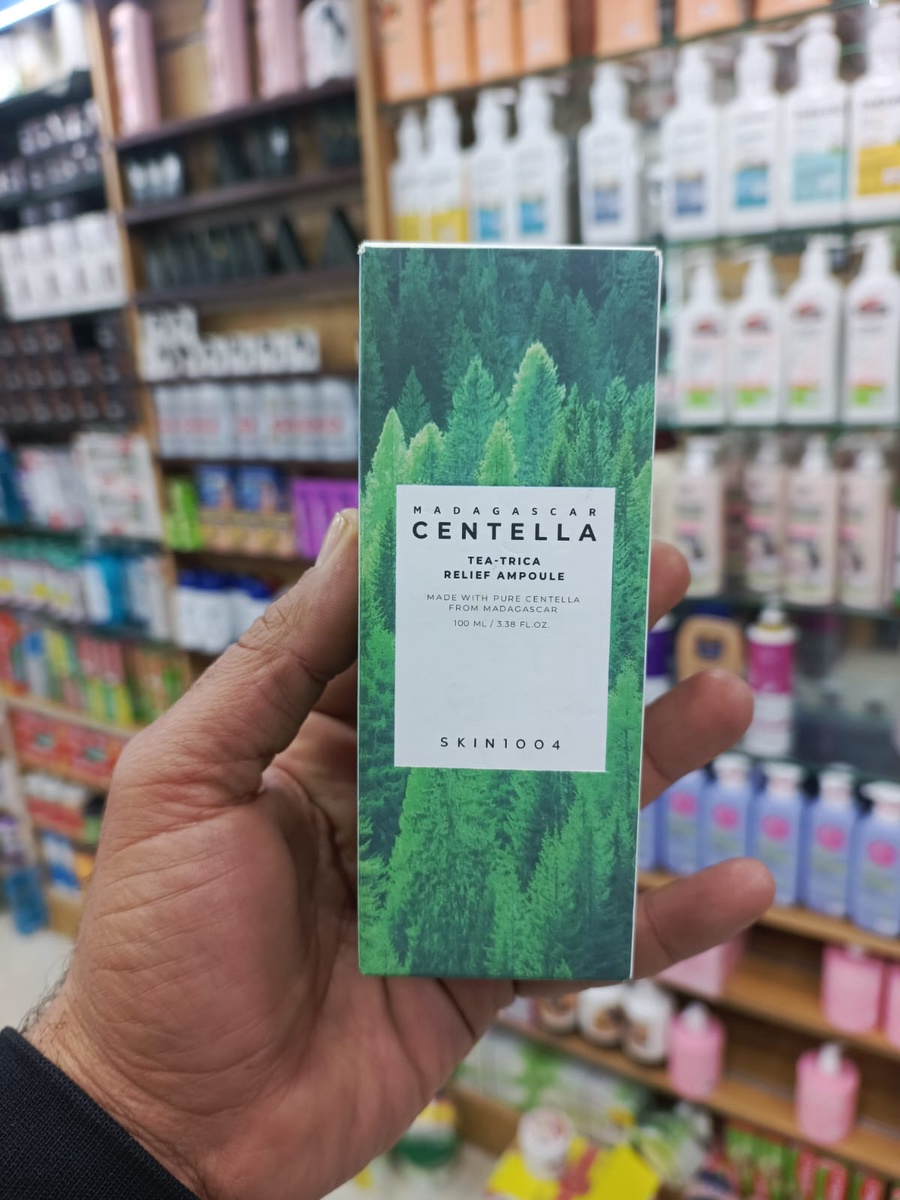 MADAGASCAR
CENTELLA
TEA-TRICA
RELIEF AMPOULE
MADE WITH PURE CENTELLA
FROM MADAGASCAR
100 ML / 3.38 FL.OZ.
SKIN1004